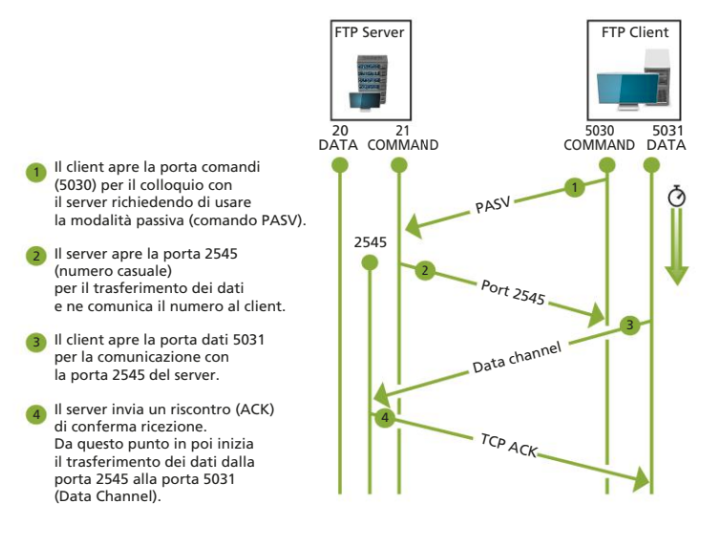 FTP Server
FTP Client
20
DATA
21
COMMAND
5030
COMMAND
5031
DATA
1
Il client apre la porta comandi
(5030) per il colloquio con
il server richiedendo di usare
la modalità passiva (comando PASV).
2
Il server apre la porta 2545
(numero casuale)
per il trasferimento dei dati
e ne comunica il numero al client.
3
Il client apre la porta dati 5031
per la comunicazione con
la porta 2545 del server.
4
Il server invia un riscontro (ACK)
di conferma ricezione.
Da questo punto in poi inizia
il trasferimento dei dati dalla
porta 2545 alla porta 5031
(Data Channel).
1
PASV
2545
2
Port 2545
3
Data channel
4
TCP ACK